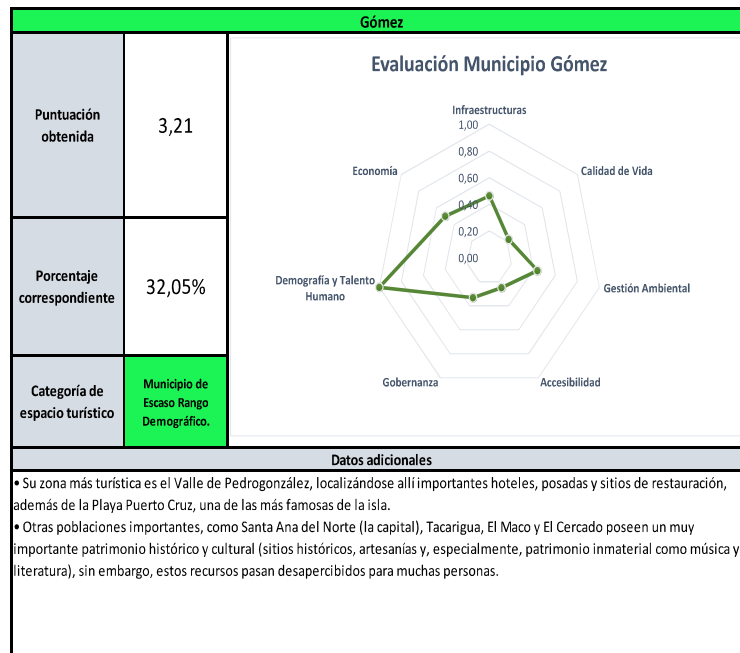 Gómez
Puntuación
obtenida
3,21
Porcentaje
correspondiente
32,05%
Categoría de
espacio turístico
Municipio de
Escaso Rango
Demográfico.
Evaluación Municipio Gómez
Infraestructuras
1,00
0,80
0,60
0,40
0,20
0,00
Economía
Calidad de Vida
Demografía y Talento
Humano
Gestión Ambiental
Gobernanza
Accesibilidad
Datos adicionales
• Su zona más turística es el Valle de Pedrogonzález, localizándose allí importantes hoteles, posadas y sitios de restauración,
además de la Playa Puerto Cruz, una de las más famosas de la isla.
• Otras poblaciones importantes, como Santa Ana del Norte (la capital), Tacarigua, El Maco y El Cercado poseen un muy
importante patrimonio histórico y cultural (sitios históricos, artesanías y, especialmente, patrimonio inmaterial como música y
literatura), sin embargo, estos recursos pasan desapercibidos para muchas personas.